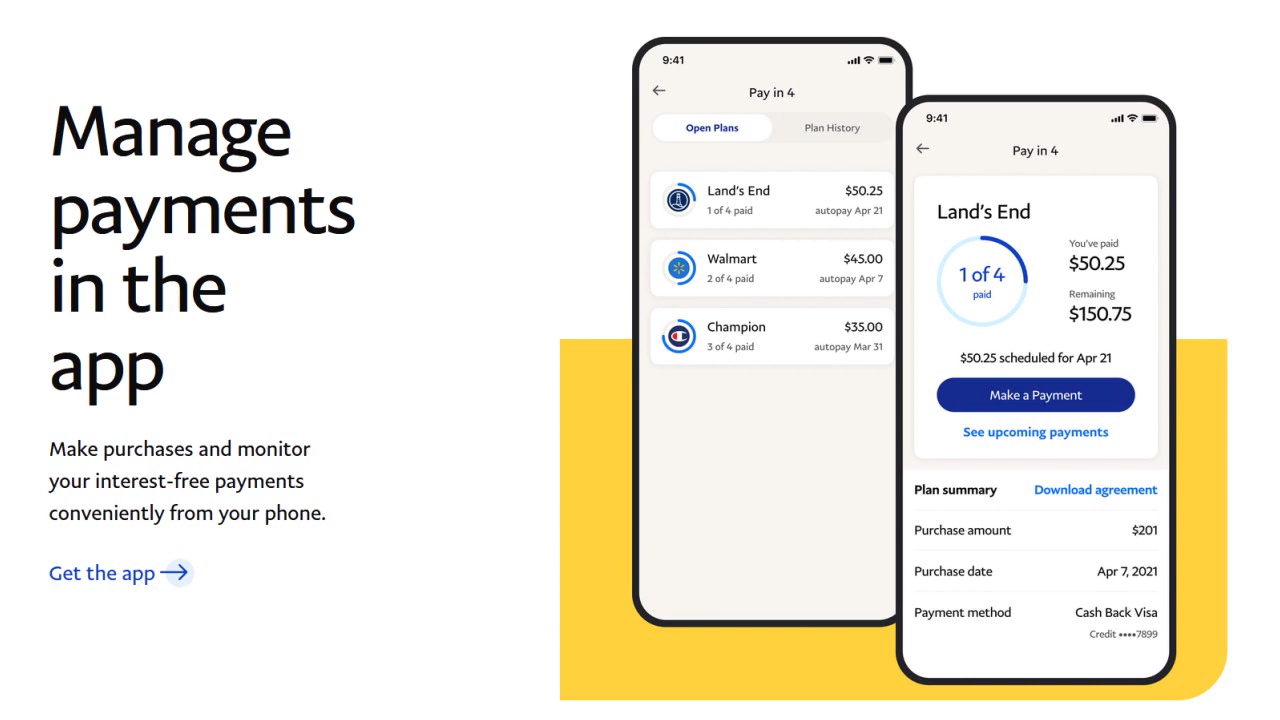 Manage
payments
in the
app
Make purchases and monitor
your interest-free payments
conveniently from your phone.
Get the app
9:41
Pay in 4
Open Plans
Plan History
Land's End
$50.25
1 of 4 paid
autopay Apr 21
Walmart
$45.00
2 of 4 paid
autopay Apr 7
Champion
$35.00
3 of 4 paid
autopay Mar 31
9:41
Pay in 4
Land's End
1 of 4
paid
You've paid
$50.25
Remaining
$150.75
$50.25 scheduled for Apr 21
Make a Payment
See upcoming payments
Plan summary
Download agreement
Purchase amount
$201
Purchase date
Apr 7, 2021
Payment method
Cash Back Visa
Credit ••••7899